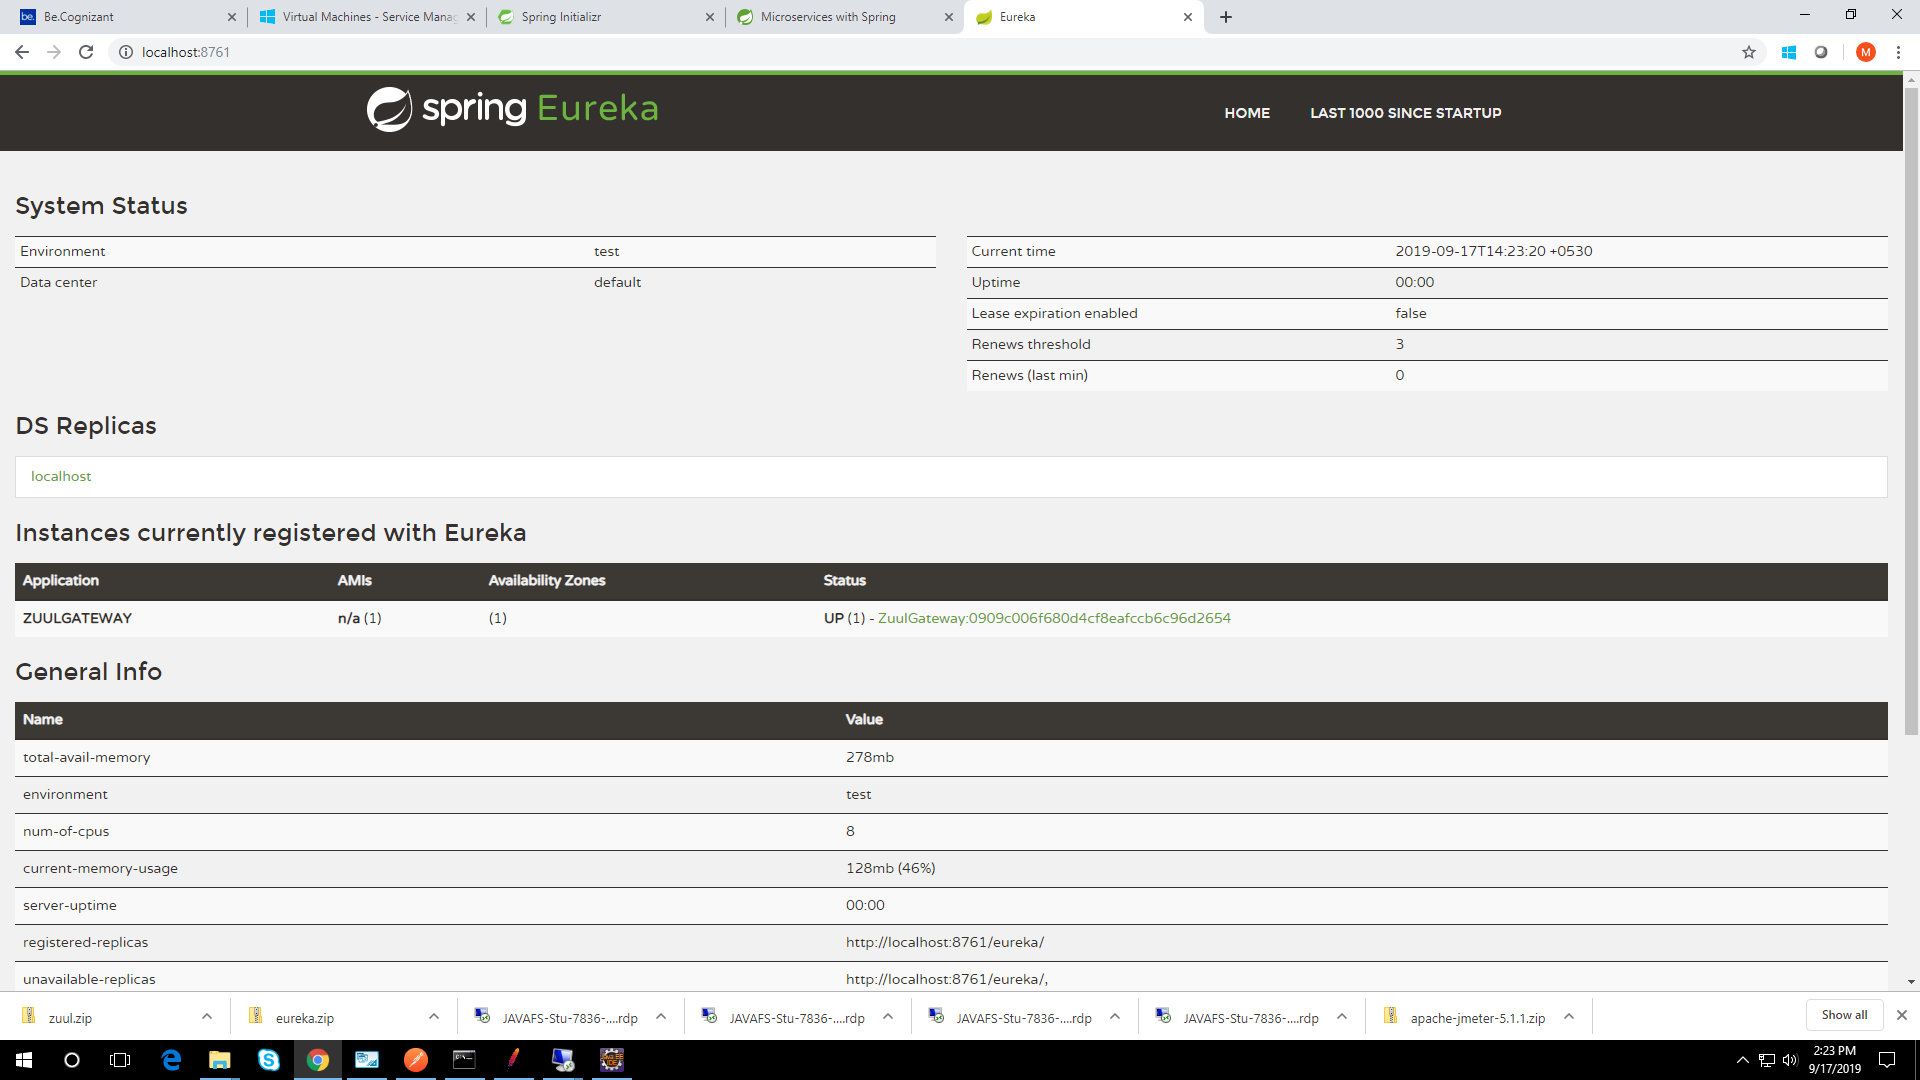 Be.Cognizant
Virtual Machines - Service Manag
Spring Initializr
Microservices with Spring
Eureka
localhost:8761
M
spring Eureka
HOME
LAST 1000 SINCE STARTUP
System Status
Environment test
Data center default
Current time 2019-09-17T14:23:20 +0530
Uptime 00:00
Lease expiration enabled false
Renews threshold 3
Renews (last min) 0
DS Replicas
localhost
Instances currently registered with Eureka
Application AMIs Availability Zones Status
ZUULGATEWAY n/a (1) (1) UP (1) - ZuulGateway:0909c006f680d4cf8eafccb6c96d2654
General Info
Name Value
total-avail-memory 278mb
environment test
num-of-cpus 8
current-memory-usage 128mb (46%)
server-uptime 00:00
registered-replicas http://localhost:8761/eureka/
unavailable-replicas http://localhost:8761/eureka/,
zuul.zip
eureka.zip
JAVAFS-Stu-7836-....rdp
JAVAFS-Stu-7836-....rdp
JAVAFS-Stu-7836-....rdp
JAVAFS-Stu-7836-....rdp
apache-jmeter-5.1.1.zip
Show all
2:23 PM
9/17/2019